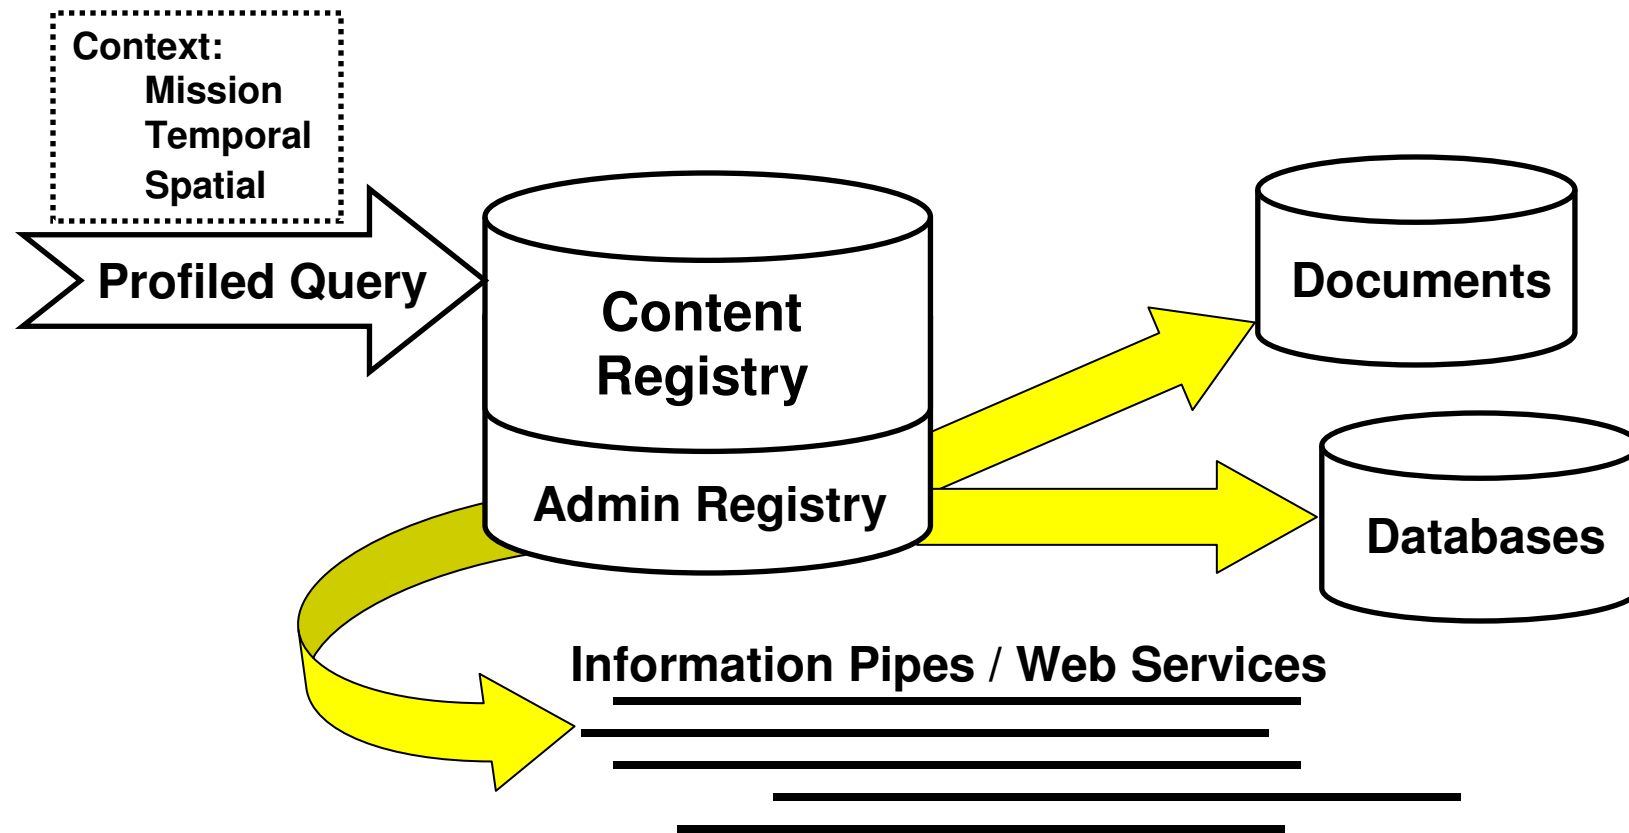 Context:
Mission
Temporal
Spatial
Profiled Query
Content
Registry
Admin Registry
Documents
Databases
Information Pipes / Web Services